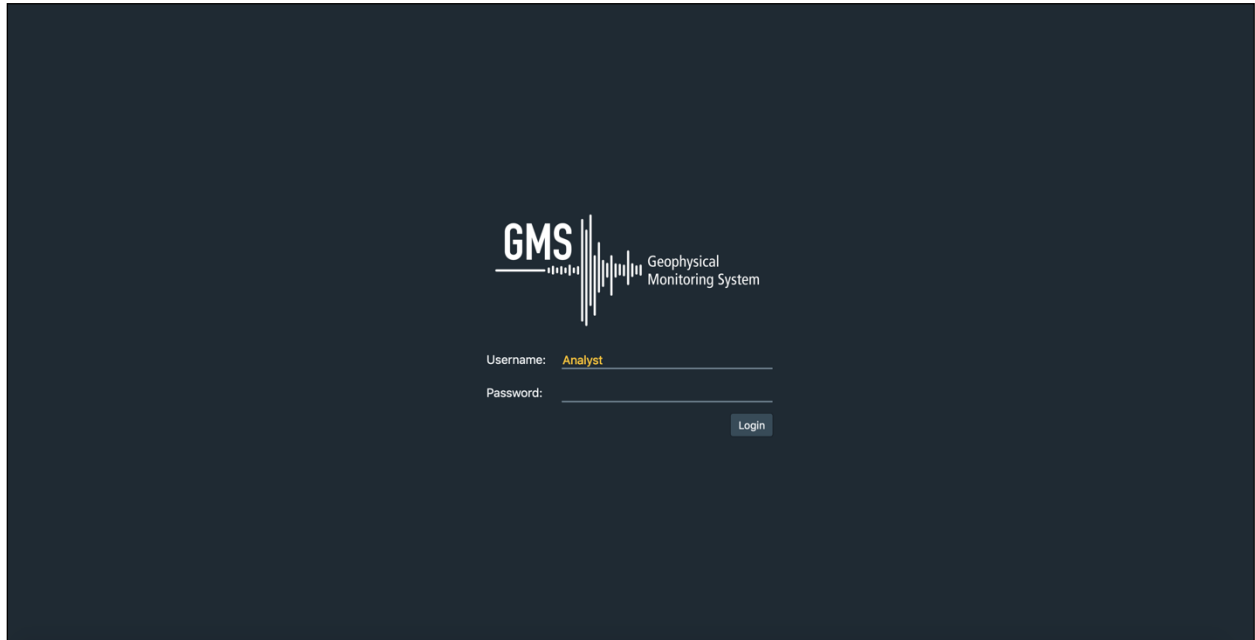 GMS
Geophysical
Monitoring System
Username: Analyst
Password:
Login